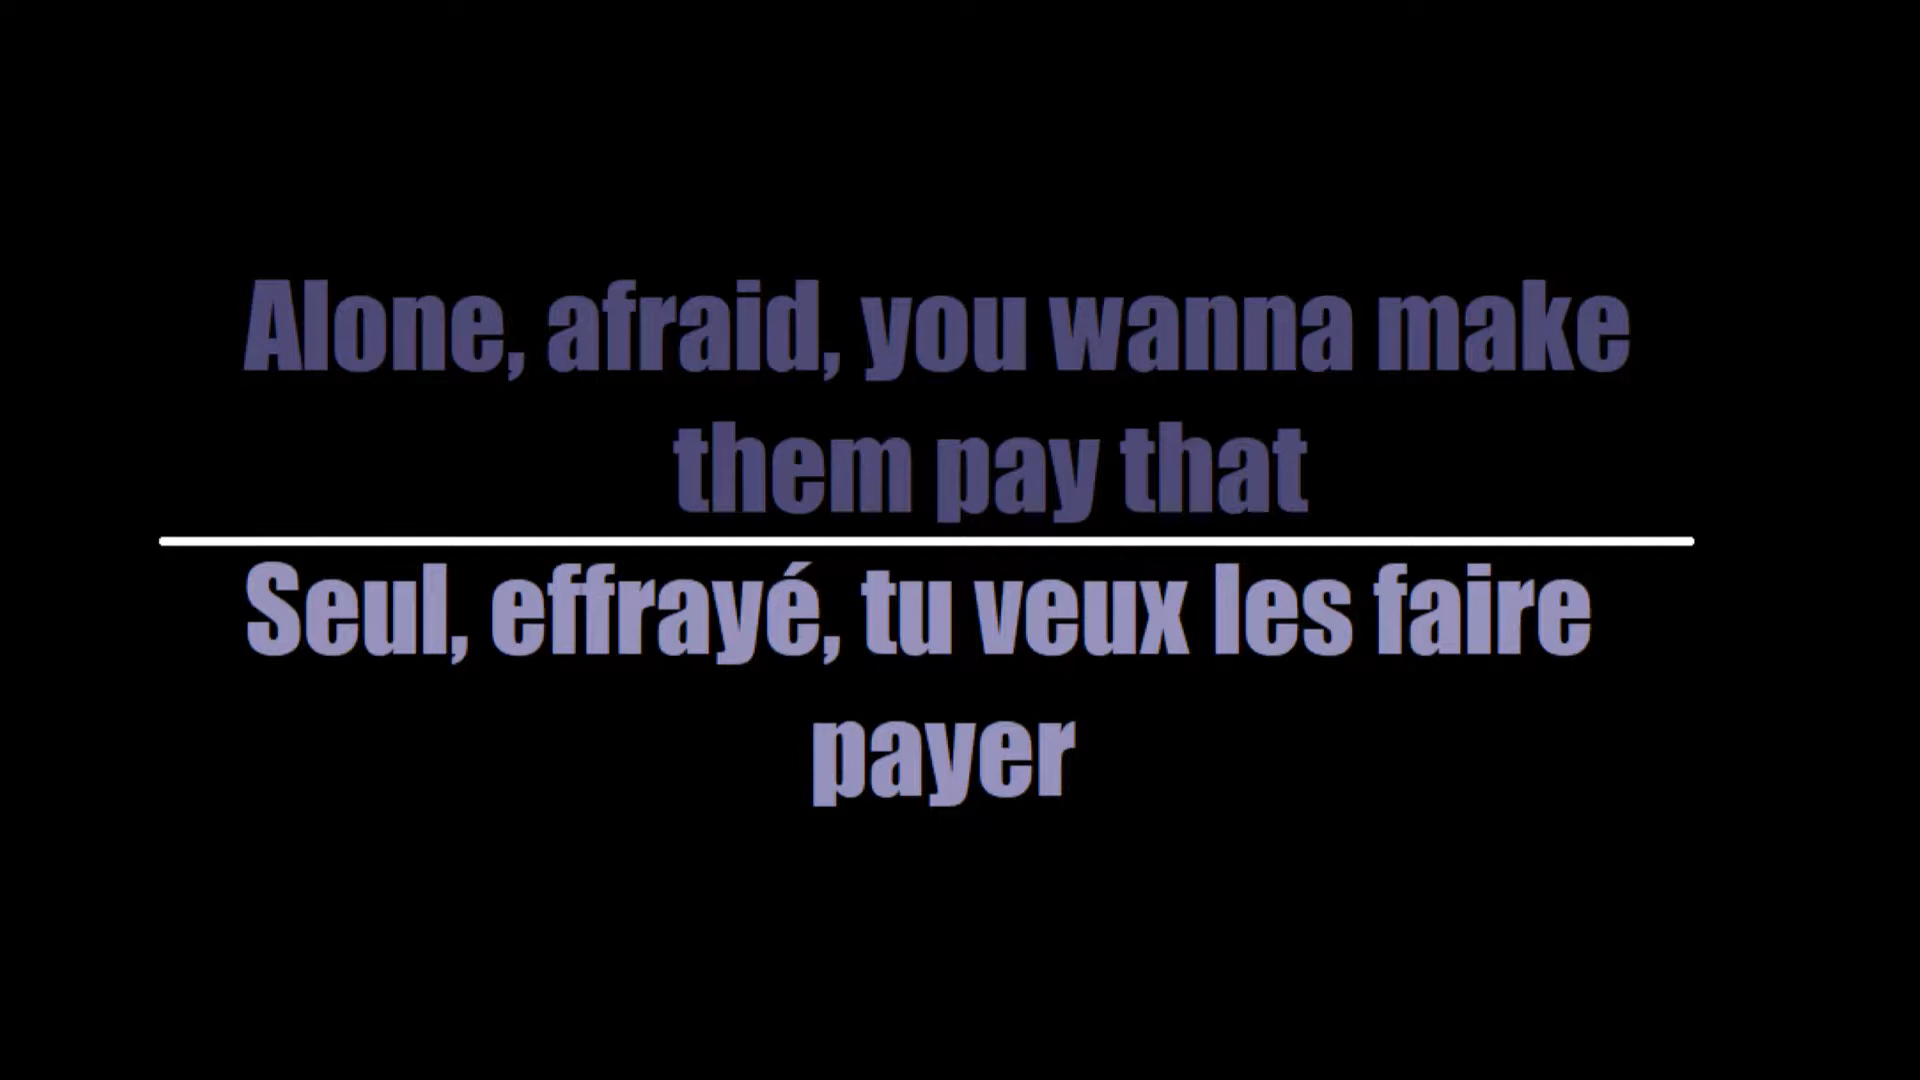 Alone, afraid, you wanna make
them pay that
Seul, effrayé, tu veux les faire
payer